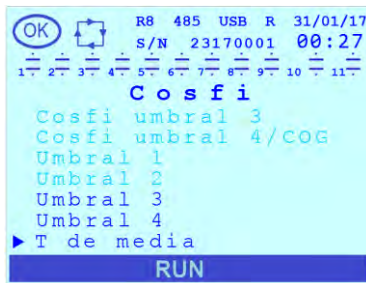 OK R8 485 USB R 31/01/17
S/N 23170001 00:27
1 2 3 4 5 6 7 8 9 10 11
Cosfi
Cosfi umbral 3
Cosfi umbral 4/COG
Umbral 1
Umbral 2
Umbral 3
Umbral 4
T de media
RUN